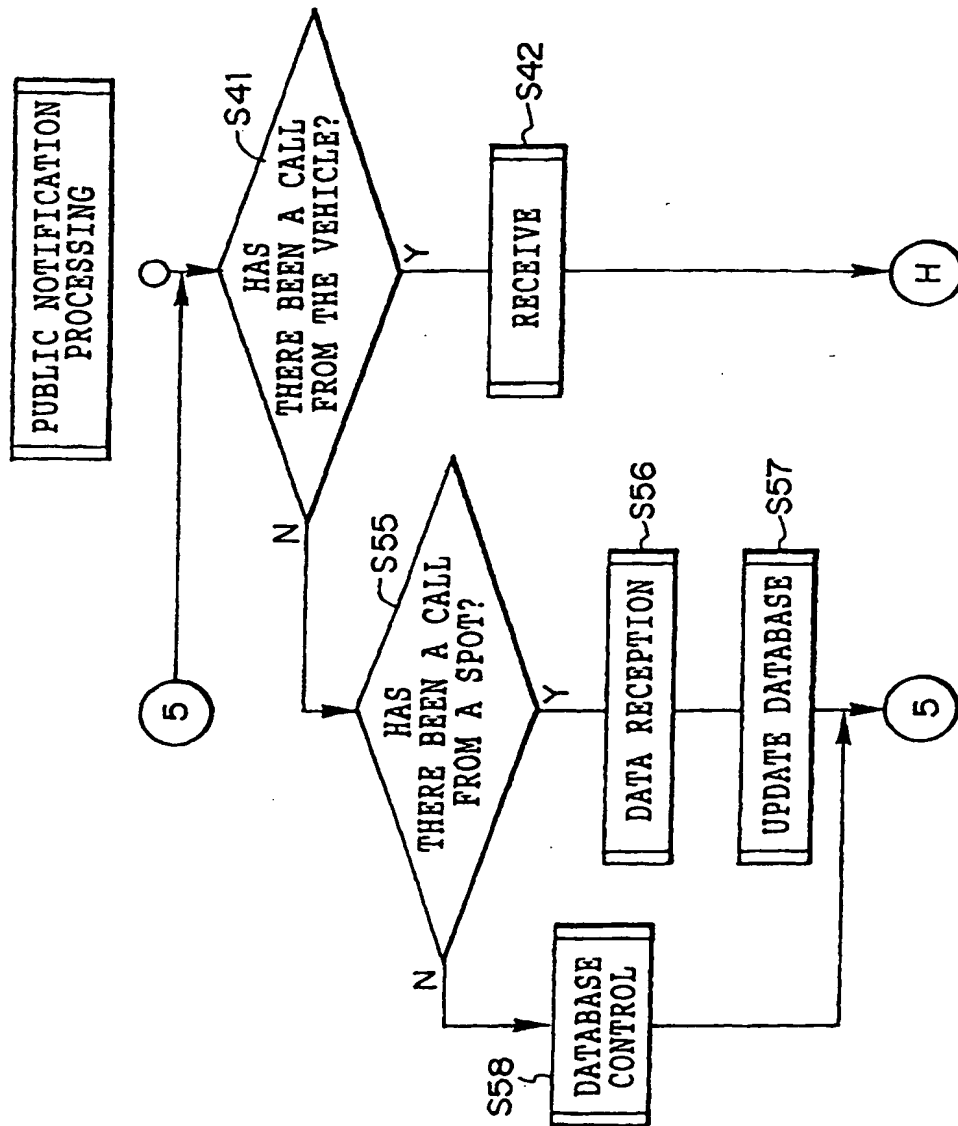 PUBLIC NOTIFICATION
PROCESSING
5
S41
HAS
THERE BEEN A CALL
FROM THE VEHICLE?
N
Y
S42
RECEIVE
H
S55
HAS
THERE BEEN A CALL
FROM A SPOT?
N
Y
S56
DATA RECEPTION
S57
UPDATE DATABASE
S58
DATABASE
CONTROL
5